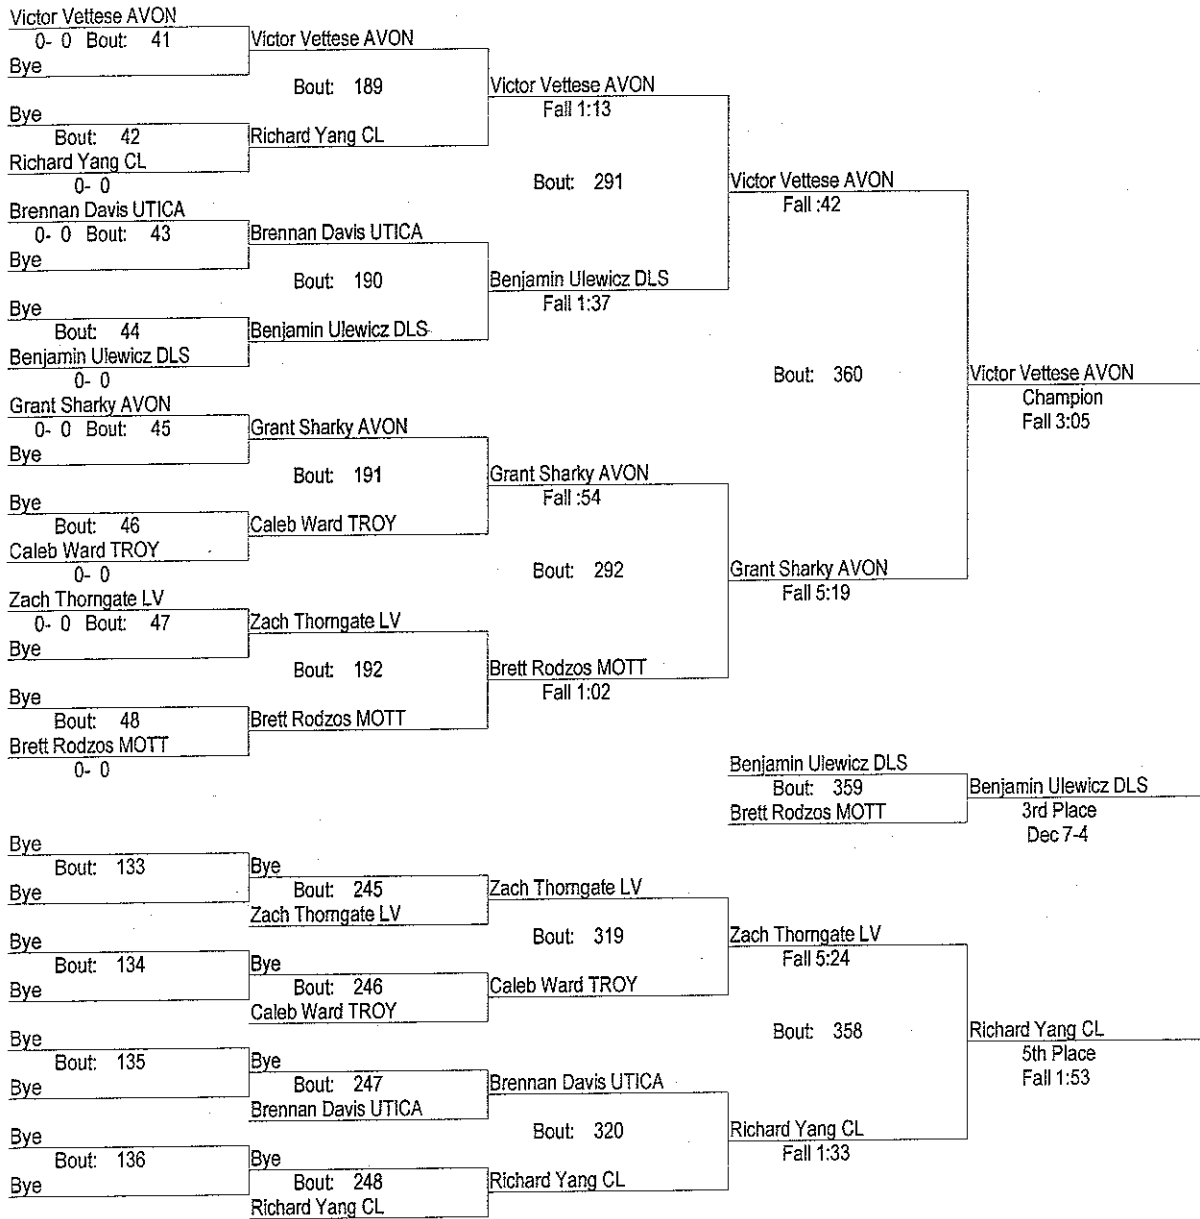 Victor Vettese AVON
0- 0 Bout: 41
Bye
Victor Vettese AVON
Bout: 189
Bye
Bout: 42
Richard Yang CL
0- 0
Richard Yang CL
Victor Vettese AVON
Fall 1:13
Bout: 291
Brennan Davis UTICA
0- 0 Bout: 43
Bye
Brennan Davis UTICA
Bout: 190
Bye
Bout: 44
Benjamin Ulewicz DLS
0- 0
Benjamin Ulewicz DLS
Benjamin Ulewicz DLS
Fall 1:37
Victor Vettese AVON
Fall :42
Bout: 360
Grant Sharky AVON
0- 0 Bout: 45
Bye
Grant Sharky AVON
Bout: 191
Bye
Bout: 46
Caleb Ward TROY
0- 0
Caleb Ward TROY
Grant Sharky AVON
Fall :54
Bout: 292
Zach Thorngate LV
0- 0 Bout: 47
Bye
Zach Thorngate LV
Bout: 192
Bye
Bout: 48
Brett Rodzos MOTT
0- 0
Brett Rodzos MOTT
Brett Rodzos MOTT
Fall 1:02
Grant Sharky AVON
Fall 5:19
Victor Vettese AVON
Champion
Fall 3:05
Benjamin Ulewicz DLS
Bout: 359
Brett Rodzos MOTT
Benjamin Ulewicz DLS
3rd Place
Dec 7-4
Bye
Bout: 133
Bye
Bye
Bout: 245
Zach Thorngate LV
Zach Thorngate LV
Bout: 319
Bye
Bout: 134
Bye
Bye
Bout: 246
Caleb Ward TROY
Caleb Ward TROY
Zach Thorngate LV
Fall 5:24
Bout: 358
Bye
Bout: 135
Bye
Bye
Bout: 247
Brennan Davis UTICA
Brennan Davis UTICA
Bout: 320
Bye
Bout: 136
Bye
Bye
Bout: 248
Richard Yang CL
Richard Yang CL
Richard Yang CL
Fall 1:33
Richard Yang CL
5th Place
Fall 1:53